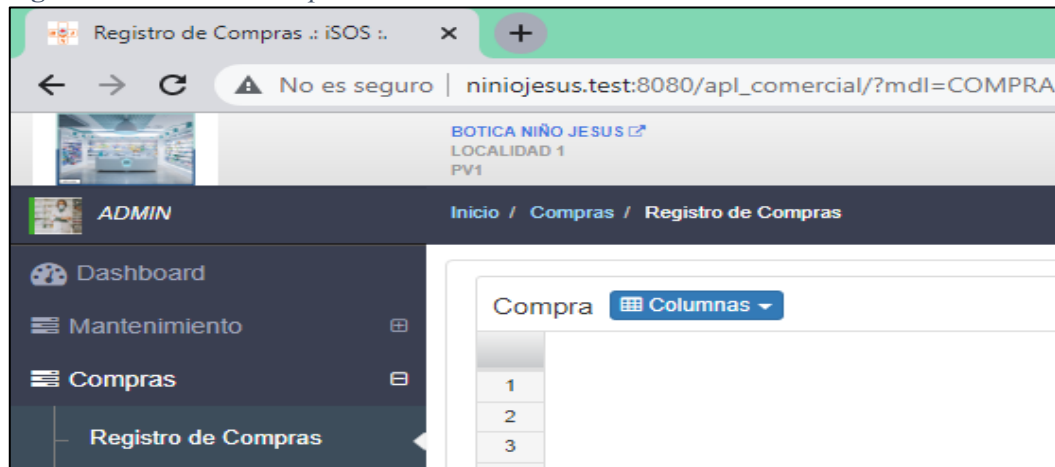 Registro de Compras .: iSOS :.
No es seguro | niniojesus.test:8080/apl_comercial/?mdl=COMPRA
BOTICA NIÑO JESUS
LOCALIDAD 1
PV1
ADMIN
Inicio / Compras / Registro de Compras
Dashboard
Mantenimiento
Compras
Registro de Compras
Compra Columnas
1
2
3